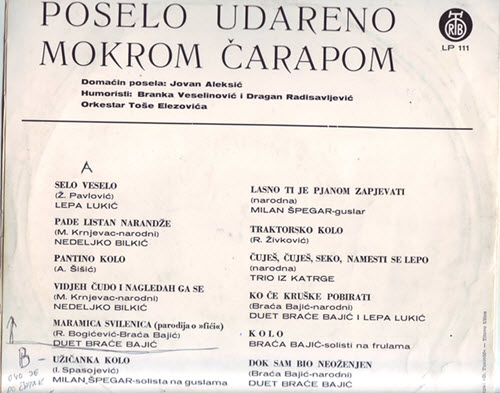 POSELO UDARENO
MOKROM ČARAPOM
RTB
LP 111
Domaćin posela: Jovan Aleksić
Humoristi: Branka Veselinović i Dragan Radisavljević
Orkestar Toše Elezovića
A
SELO VESELO
(Ž. Pavlović)
LEPA LUKIĆ
PADE LISTAN NARANDŽE
(M. Krnjevac-narodni)
NEDELJKO BILKIĆ
PANTINO KOLO
(A. Šišić)
VIDJEH ČUDO I NAGLEDAH GA SE
(M. Krnjevac-narodni)
NEDELJKO BILKIĆ
MARAMICA SVILENICA (parodija o »fići«)
(R. Bogićević-Braća Bajić)
DUET BRAĆE BAJIĆ
B -
UŽIČANKA KOLO
(I. Spasojević)
MILAN ŠPEGAR-solista na guslama
LASNO TI JE PJANOM ZAPJEVATI
(narodna)
MILAN ŠPEGAR-guslar
TRAKTORSKO KOLO
(R. Živković)
ČUJEŠ, ČUJEŠ, SEKO, NAMESTI SE LEPO
(narodna)
TRIO IZ KATRGE
KO ĆE KRUŠKE POBIRATI
(Braća Bajić-narodni)
DUET BRAĆE BAJIĆ I LEPA LUKIĆ
KOLO
BRAĆA BAJIĆ-solisti na frulama
DOK SAM BIO NEOŽENJEN
(Braća Bajić-narodni)
DUET BRAĆE BAJIĆ